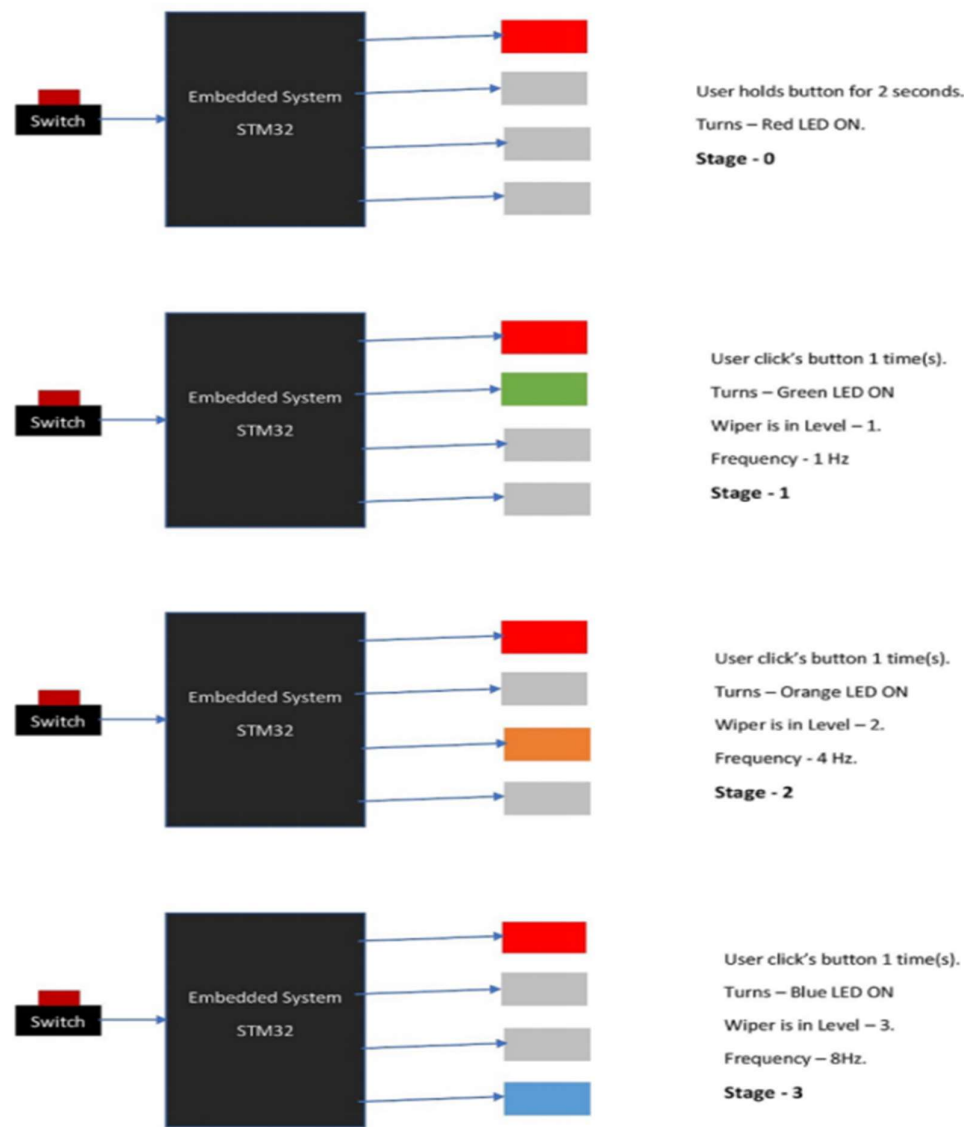 Switch
Embedded System
STM32
User holds button for 2 seconds.
Turns – Red LED ON.
Stage - 0
Switch
Embedded System
STM32
User click's button 1 time(s).
Turns – Green LED ON
Wiper is in Level – 1.
Frequency - 1 Hz
Stage - 1
Switch
Embedded System
STM32
User click's button 1 time(s).
Turns – Orange LED ON
Wiper is in Level – 2.
Frequency - 4 Hz.
Stage - 2
Switch
Embedded System
STM32
User click's button 1 time(s).
Turns – Blue LED ON
Wiper is in Level – 3.
Frequency – 8Hz.
Stage - 3